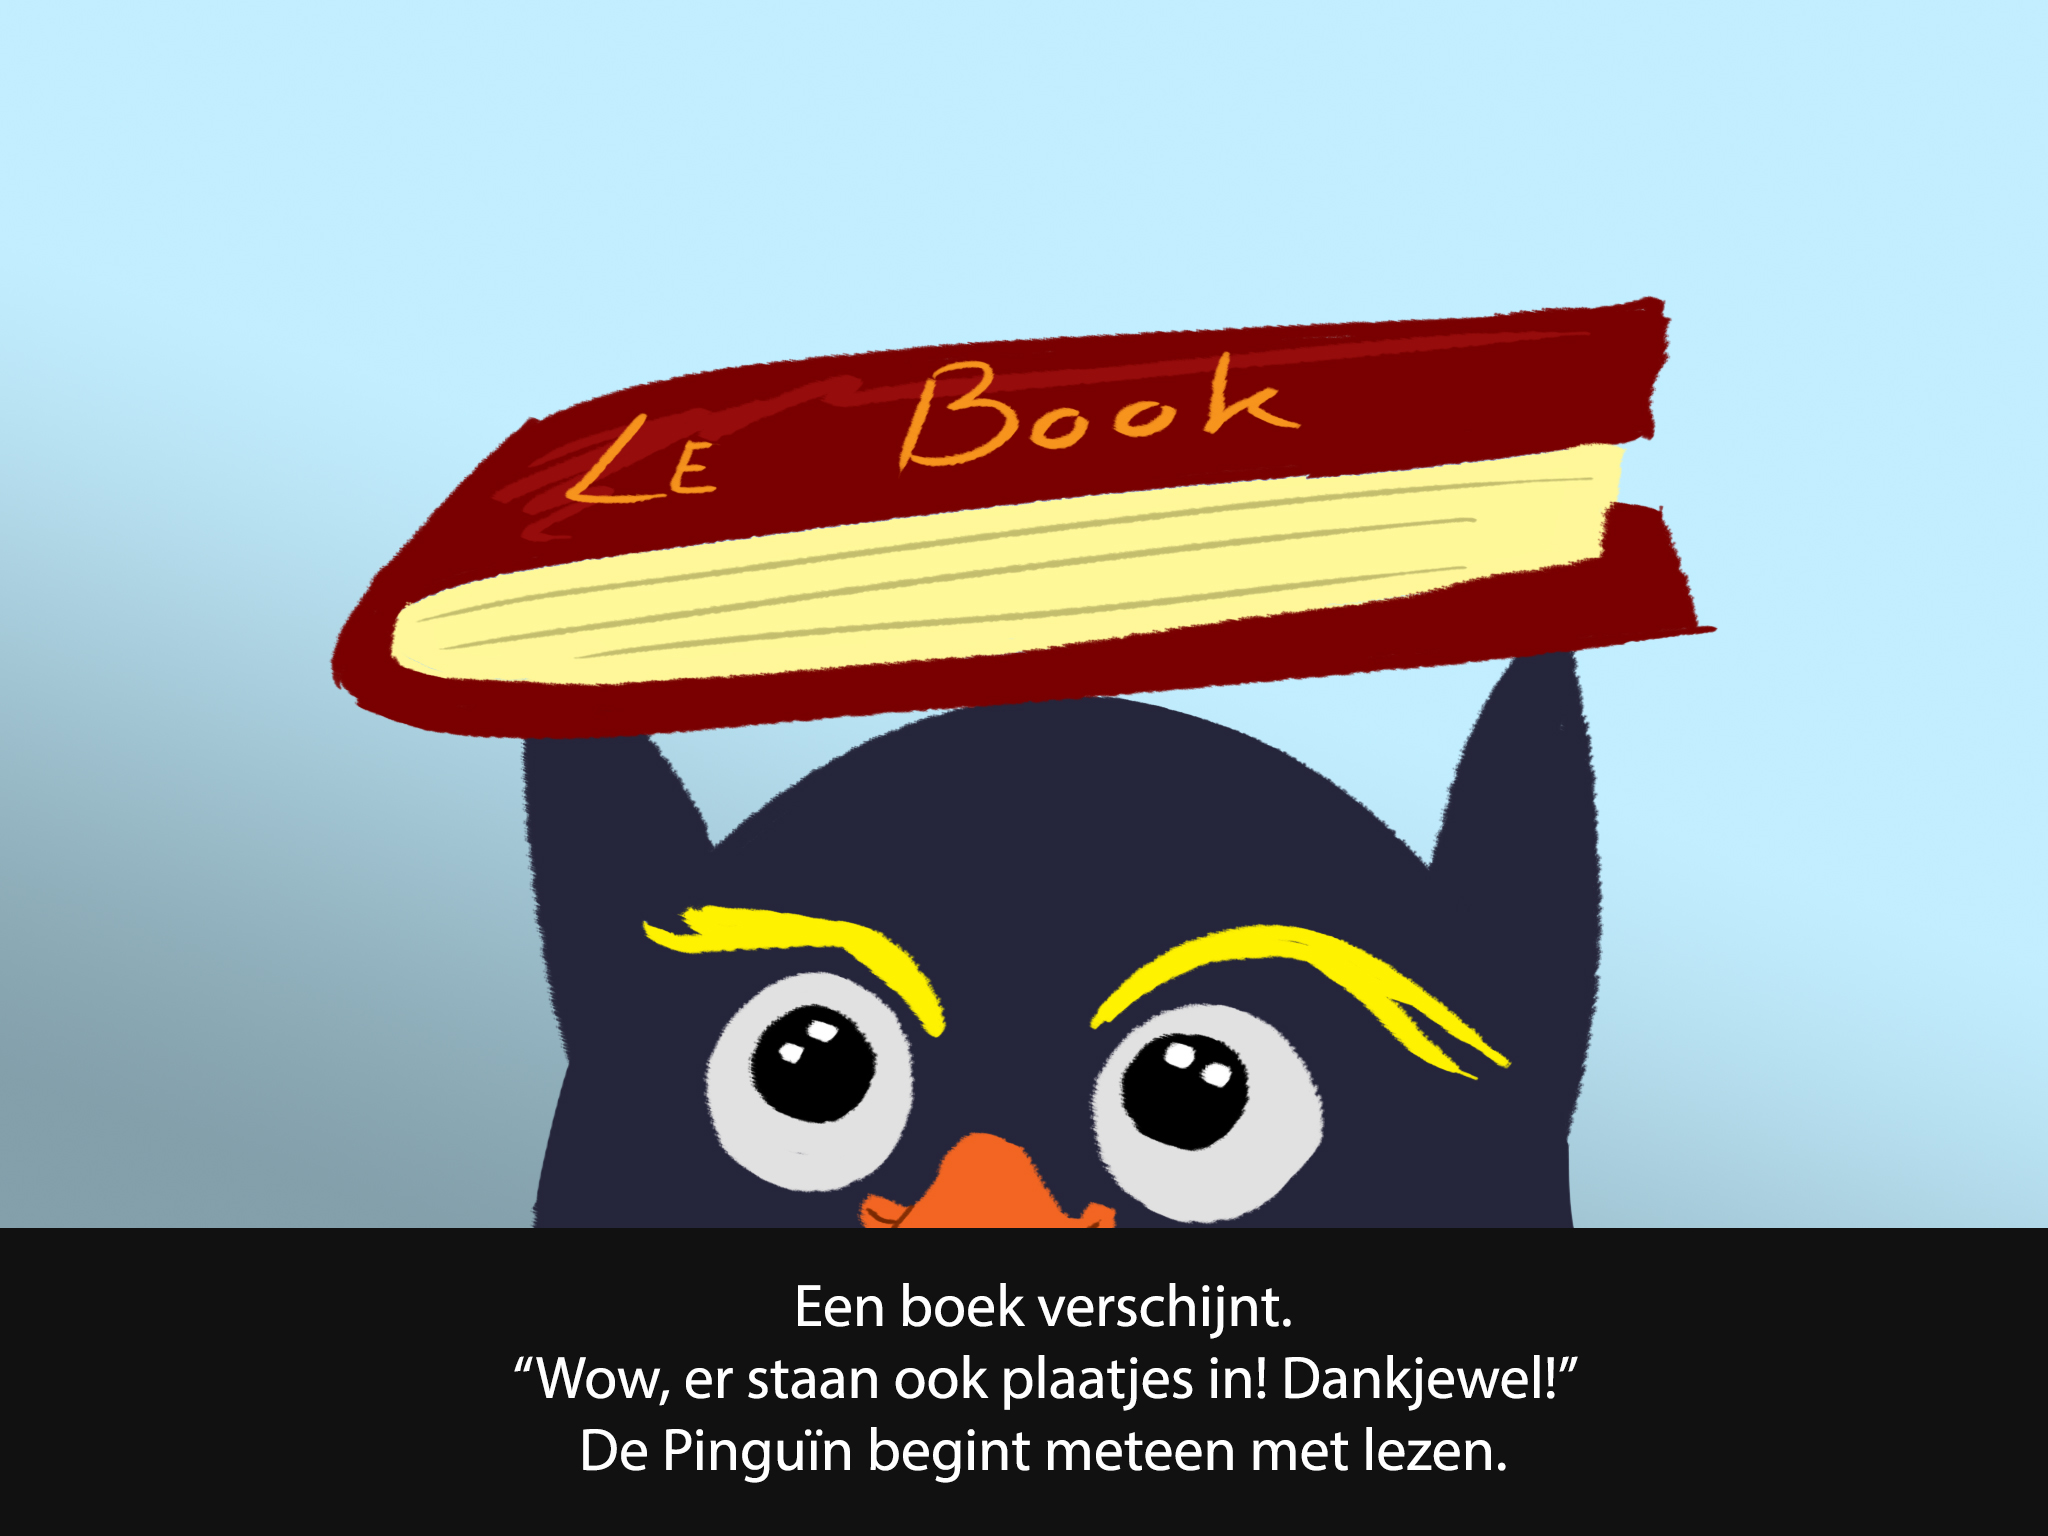 Le Book
Een boek verschijnt.
“Wow, er staan ook plaatjes in! Dankjewel!”
De Pinguïn begint meteen met lezen.